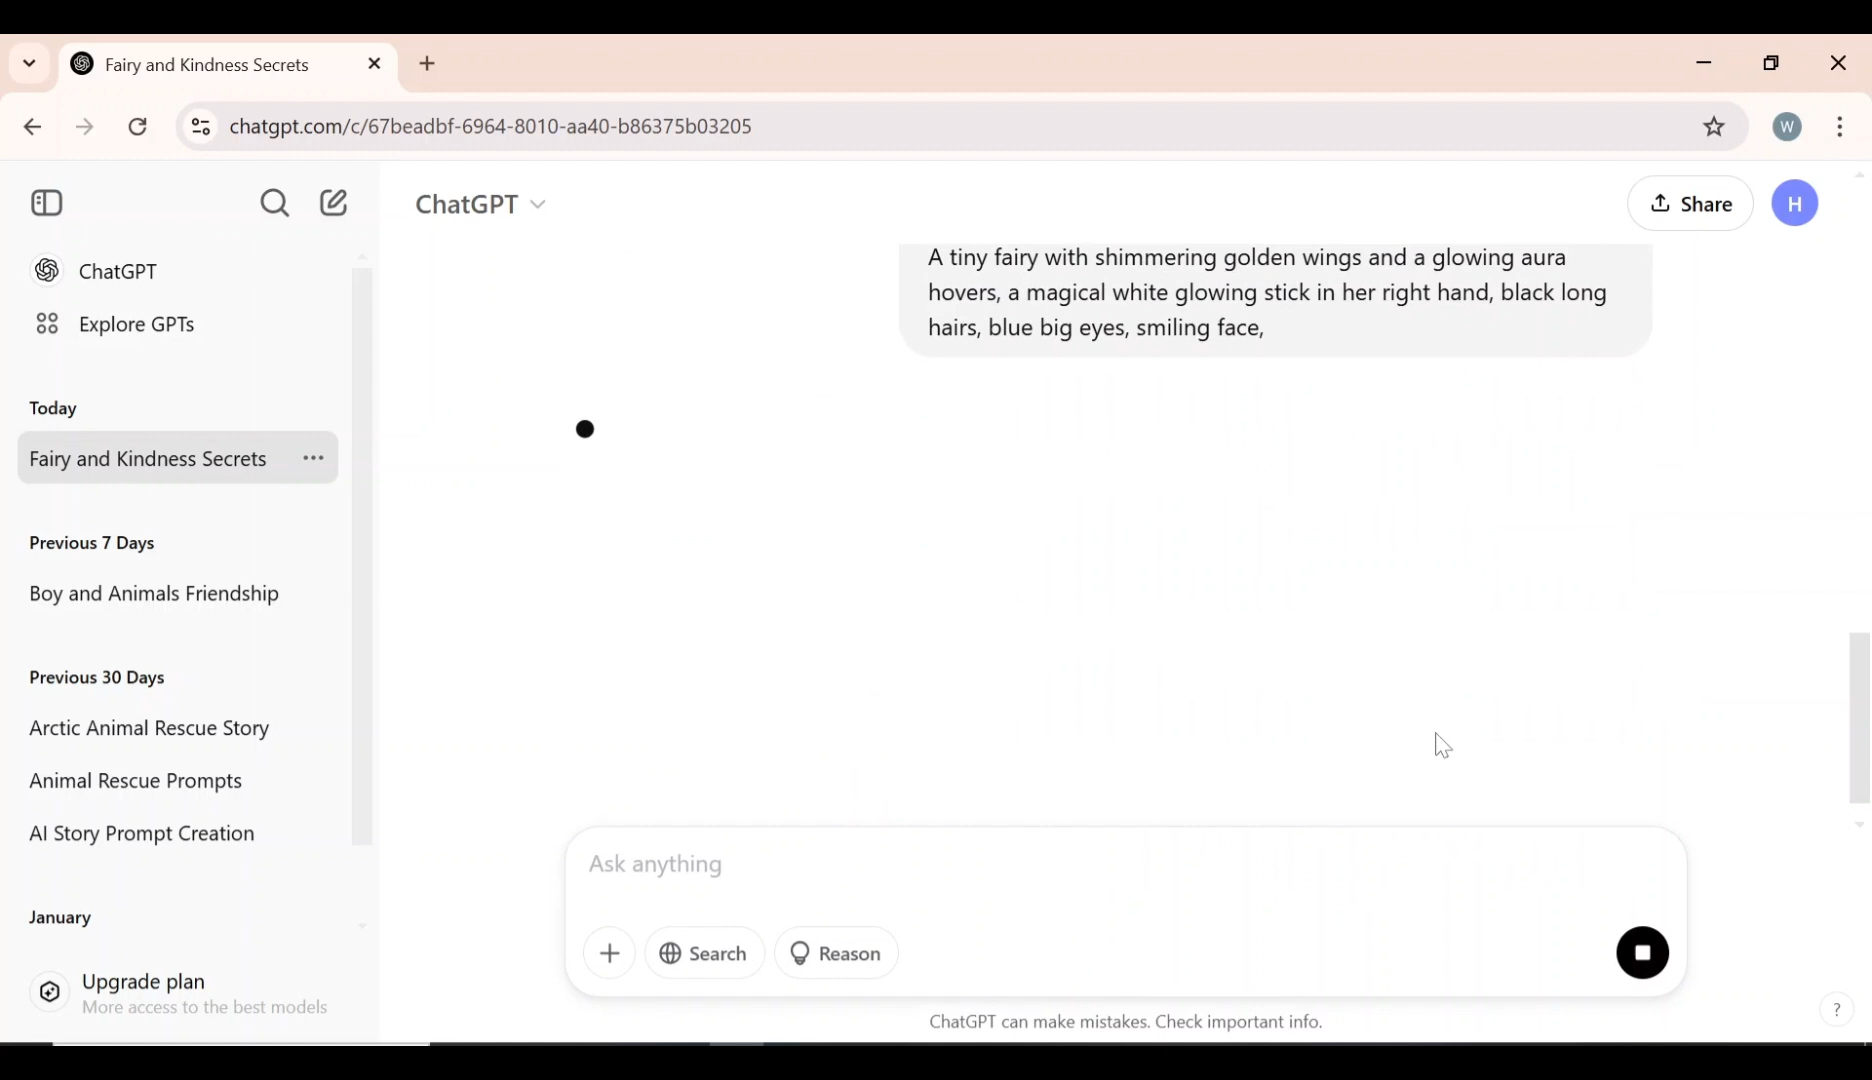 Fairy and Kindness Secrets
chatgpt.com/c/67beadbf-6964-8010-aa40-b86375b03205
W
ChatGPT
Share
H
ChatGPT
Explore GPTs
Today
Fairy and Kindness Secrets
Previous 7 Days
Boy and Animals Friendship
Previous 30 Days
Arctic Animal Rescue Story
Animal Rescue Prompts
AI Story Prompt Creation
January
Upgrade plan
More access to the best models
A tiny fairy with shimmering golden wings and a glowing aura
hovers, a magical white glowing stick in her right hand, black long
hairs, blue big eyes, smiling face,
Ask anything
Search
Reason
ChatGPT can make mistakes. Check important info.
?